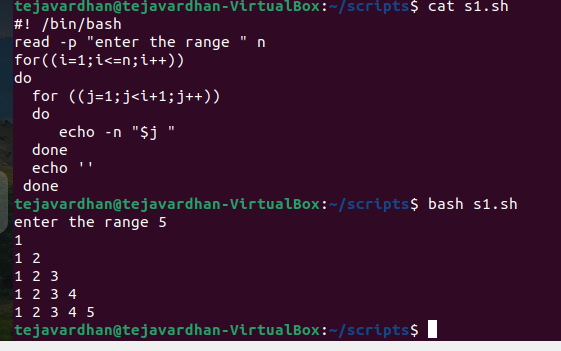 tejavardhan@tejavardhan-VirtualBox:~/scripts$ cat s1.sh
#! /bin/bash
read -p "enter the range " n
for((i=1;i<=n;i++))
do
  for ((j=1;j<i+1;j++))
  do
     echo -n "$j "
  done
  echo ''
 done
tejavardhan@tejavardhan-VirtualBox:~/scripts$ bash s1.sh
enter the range 5
1
1 2
1 2 3
1 2 3 4
1 2 3 4 5
tejavardhan@tejavardhan-VirtualBox:~/scripts$